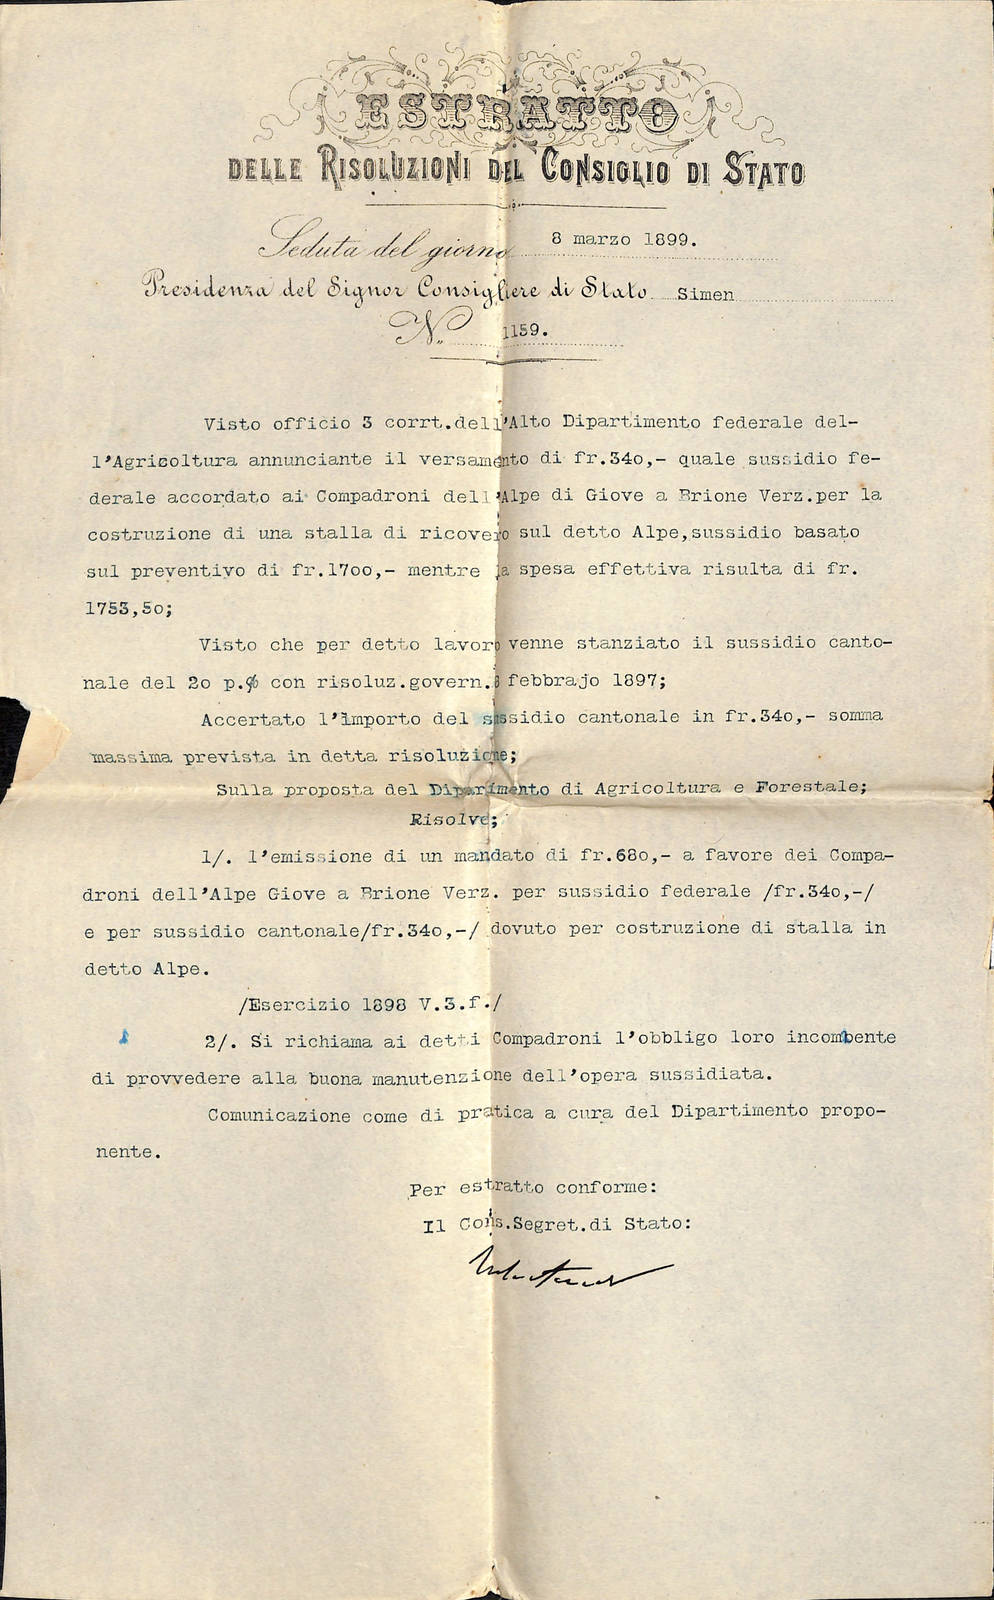 ESTRATTO
DELLE RISOLUZIONI DEL CONSIGLIO DI STATO
Seduta del giorno 8 marzo 1899.
Presidenza del Signor Consigliere di Stato Simen
N. 1159.
Visto officio 3 corrt.dell'Alto Dipartimento federale del-
l'Agricoltura annunciante il versamento di fr.34o,- quale sussidio fe-
derale accordato ai Compadroni dell'Alpe di Giove a Brione Verz.per la
costruzione di una stalla di ricovero sul detto Alpe,sussidio basato
sul preventivo di fr.17oo,- mentre la spesa effettiva risulta di fr.
1753,5o;
Visto che per detto lavoro venne stanziato il sussidio canto-
nale del 2o p.% con risoluz.govern. febbrajo 1897;
Accertato l'importo del sussidio cantonale in fr.34o,- somma
massima prevista in detta risoluzione;
Sulla proposta del Diparimento di Agricoltura e Forestale;
Risolve;
1/. l'emissione di un mandato di fr.68o,- a favore dei Compa-
droni dell'Alpe Giove a Brione Verz. per sussidio federale /fr.34o,-/
e per sussidio cantonale/fr.34o,-/ dovuto per costruzione di stalla in
detto Alpe.
/Esercizio 1898 V.3.f./
2/. Si richiama ai detti Compadroni l'obbligo loro incombente
di provvedere alla buona manutenzione dell'opera sussidiata.
Comunicazione come di pratica a cura del Dipartimento propo-
nente.
Per estratto conforme:
Il Cons.Segret.di Stato: